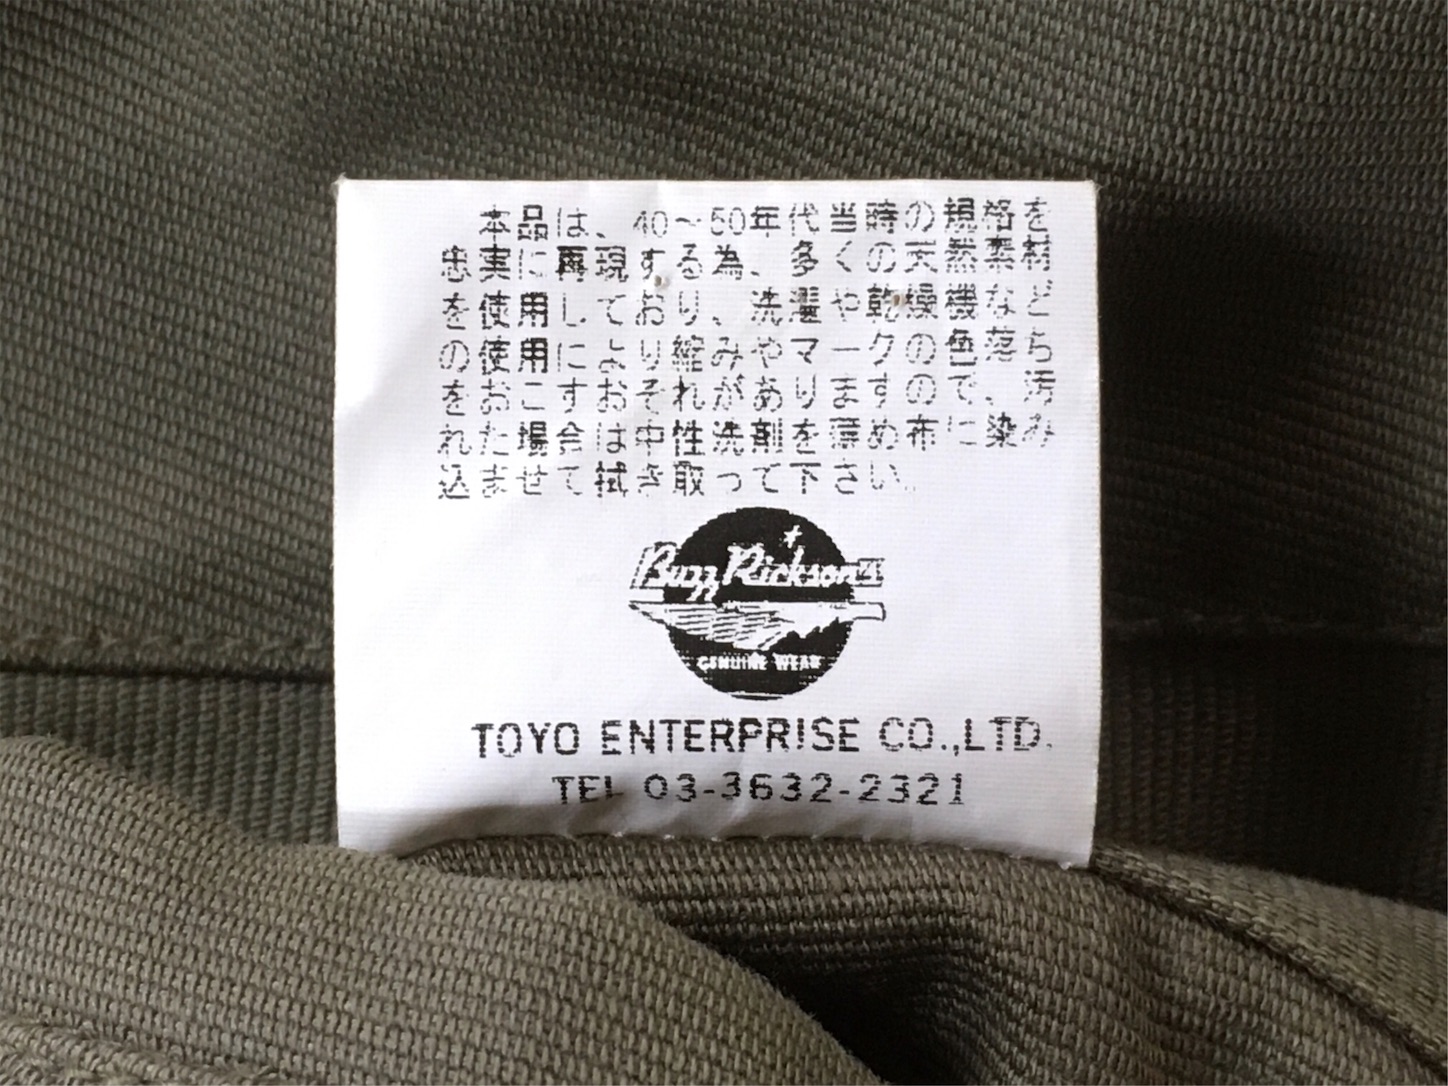 本品は、40～50年代当時の規格を
忠実に再現する為、多くの天然素材
を使用しており、洗濯や乾燥機など
の使用により縮みやマークの色落ち
をおこすおそれがありますので、汚
れた場合は中性洗剤を薄め布に染み
込ませて拭き取って下さい。
Buzz Rickson's
GENUINE WEAR
TOYO ENTERPRISE CO.,LTD.
TEL 03-3632-2321